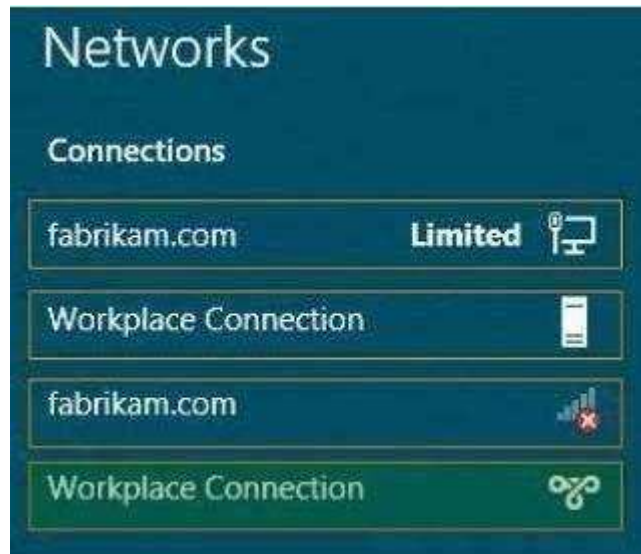 Networks
Connections
fabrikam.com Limited
Workplace Connection
fabrikam.com
Workplace Connection